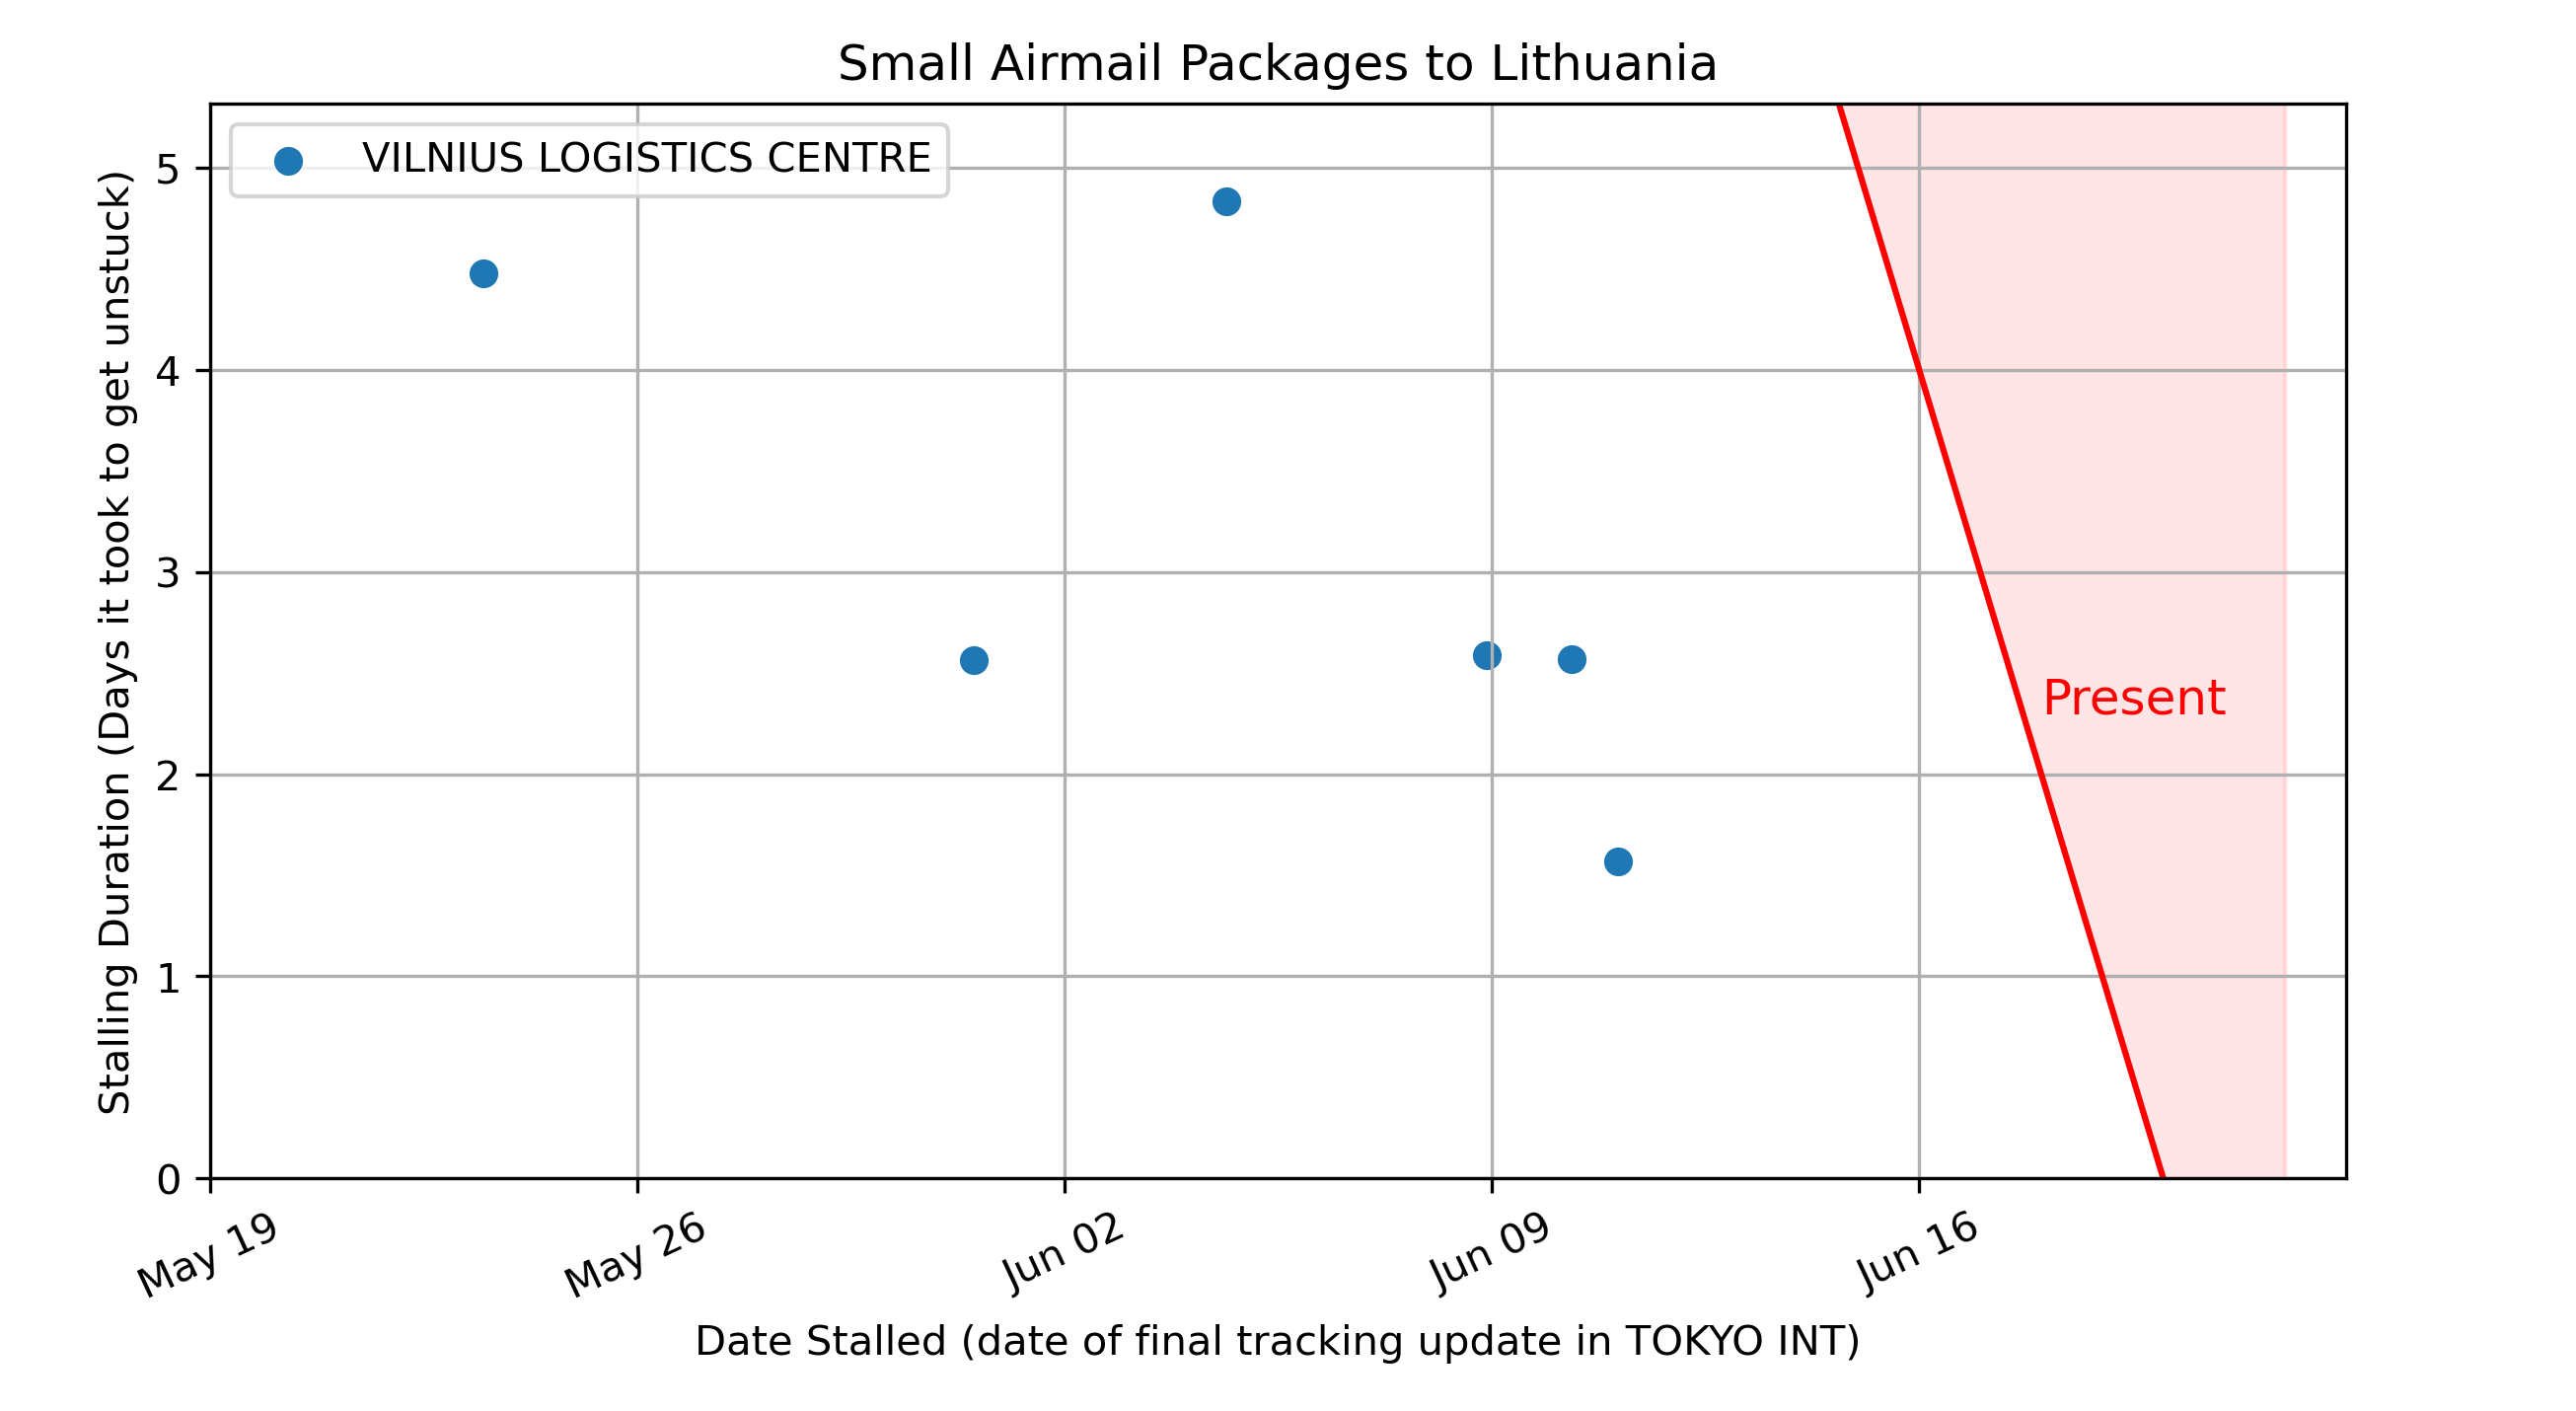 Small Airmail Packages to Lithuania
VILNIUS LOGISTICS CENTRE
Stalling Duration (Days it took to get unstuck)
5
4
3
2
1
0
Present
May 19
May 26
Jun 02
Jun 09
Jun 16
Date Stalled (date of final tracking update in TOKYO INT)